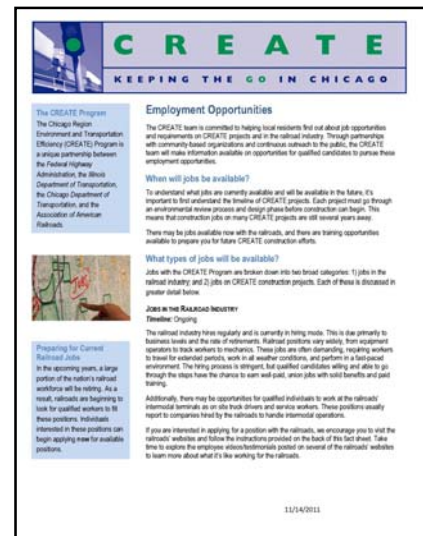 CREATE
KEEPING THE GO IN CHICAGO
The CREATE Program
The Chicago Region
Environment and Transportation
Efficiency (CREATE) Program is
a unique partnership between
the Federal Highway
Administration, the Illinois
Department of Transportation,
the Chicago Department of
Transportation, and the
Association of American
Railroads.
Preparing for Current
Railroad Jobs
In the upcoming years, a large
portion of the nation's railroad
workforce will be retiring. As a
result, railroads are beginning to
look for qualified workers to fill
these positions. Individuals
interested in these positions can
begin applying now for available
positions.
Employment Opportunities
The CREATE team is committed to helping local residents find out about job opportunities
and requirements on CREATE projects and in the railroad industry. Through partnerships
with community-based organizations and continuous outreach to the public, the CREATE
team will make information available on opportunities for qualified candidates to pursue these
employment opportunities.
When will jobs be available?
To understand what jobs are currently available and will be available in the future, it's
important to first understand the timeline of CREATE projects. Each project must go through
an environmental review process and design phase before construction can begin. This
means that construction jobs on many CREATE projects are still several years away.
There may be jobs available now with the railroads, and there are training opportunities
available to prepare you for future CREATE construction efforts.
What types of jobs will be available?
Jobs with the CREATE Program are broken down into two broad categories: 1) jobs in the
railroad industry; and 2) jobs on CREATE construction projects. Each of these is discussed in
greater detail below.
JOBS IN THE RAILROAD INDUSTRY
Timeline: Ongoing
The railroad industry hires regularly and is currently in hiring mode. This is due primarily to
business levels and the rate of retirements. Railroad positions vary widely, from equipment
operators to track workers to mechanics. These jobs are often demanding, requiring workers
to travel for extended periods, work in all weather conditions, and perform in a fast-paced
environment. The hiring process is stringent, but qualified candidates willing and able to go
through the steps have the chance to earn well-paid, union jobs with solid benefits and paid
training.
Additionally, there may be opportunities for qualified individuals to work at the railroads'
intermodal terminals as on site truck drivers and service workers. These positions usually
report to companies hired by the railroads to handle intermodal operations.
If you are interested in applying for a position with the railroads, we encourage you to visit the
railroads' websites and follow the instructions provided on the back of this fact sheet. Take
time to explore the employee videos/testimonials posted on several of the railroads' websites
to learn more about what it's like working for the railroads.
11/14/2011